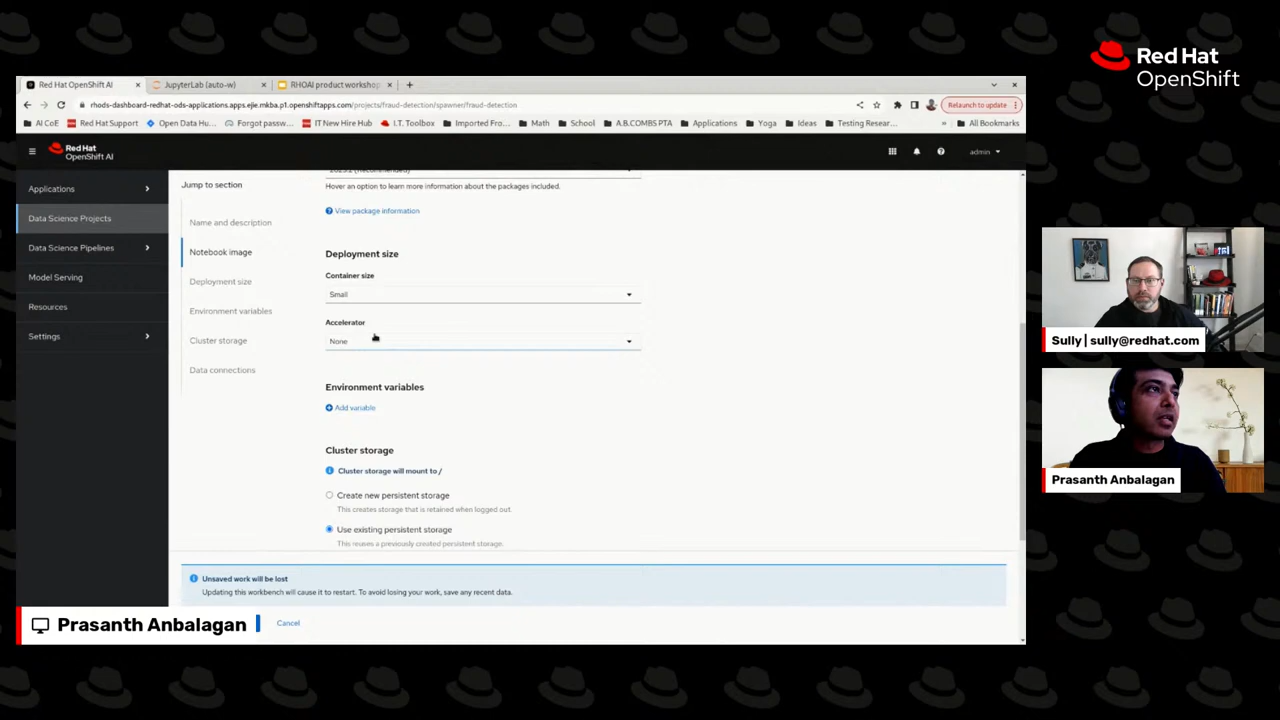 Red Hat
OpenShift
Red Hat OpenShift AI
JupyterLab (auto-w)
RHOAI product workshop
rhods-dashboard-redhat-ods-applications.apps.ejie.mkba.p1.openshiftapps.com/projects/fraud-detection/spawner/fraud-detection
Relaunch to update
AI CoE
Red Hat Support
Open Data Hu...
Forgot passw...
IT New Hire Hub
I.T. Toolbox
Imported Fro...
Math
School
A.B.COMBS PTA
Applications
Yoga
Ideas
Testing Resear...
»
All Bookmarks
Red Hat
OpenShift AI
admin
Applications
Data Science Projects
Data Science Pipelines
Model Serving
Resources
Settings
Jump to section
Name and description
Notebook image
Deployment size
Environment variables
Cluster storage
Data connections
2023.2 (Recommended)
Hover an option to learn more information about the packages included.
View package information
Deployment size
Container size
Small
Accelerator
None
Environment variables
Add variable
Cluster storage
Cluster storage will mount to /
Create new persistent storage
This creates storage that is retained when logged out.
Use existing persistent storage
This reuses a previously created persistent storage.
Unsaved work will be lost
Updating this workbench will cause it to restart. To avoid losing your work, save any recent data.
Cancel
Prasanth Anbalagan
Sully | sully@redhat.com
Prasanth Anbalagan